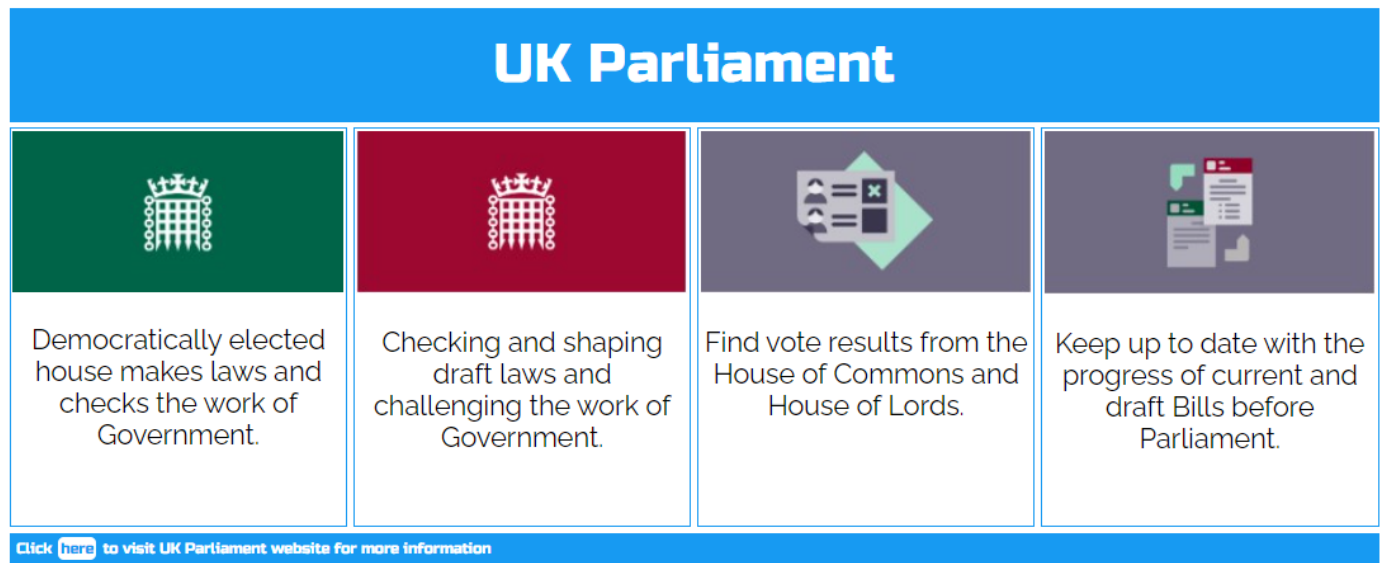 UK Parliament
Democratically elected
house makes laws and
checks the work of
Government.
Checking and shaping
draft laws and
challenging the work of
Government.
Find vote results from the
House of Commons and
House of Lords.
Keep up to date with the
progress of current and
draft Bills before
Parliament.
Click here to visit UK Parliament website for more information